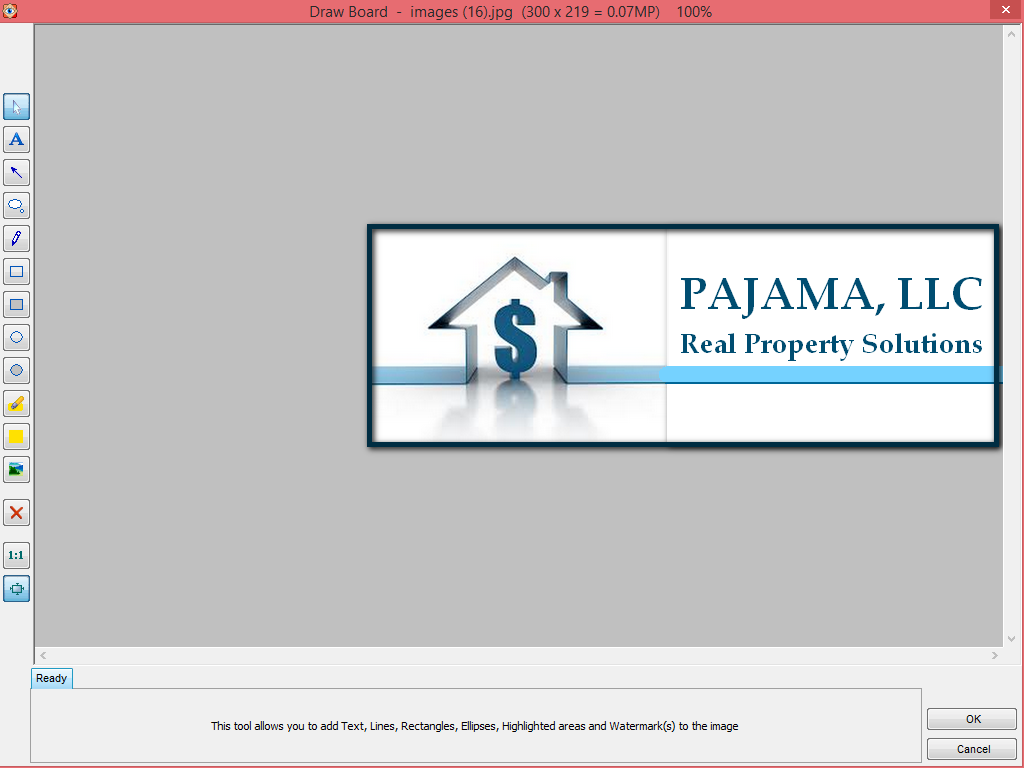 Draw Board - images (16).jpg (300 x 219 = 0.07MP) 100%
A
PAJAMA, LLC
$
Real Property Solutions
1:1
Ready
This tool allows you to add Text, Lines, Rectangles, Ellipses, Highlighted areas and Watermark(s) to the image
OK
Cancel